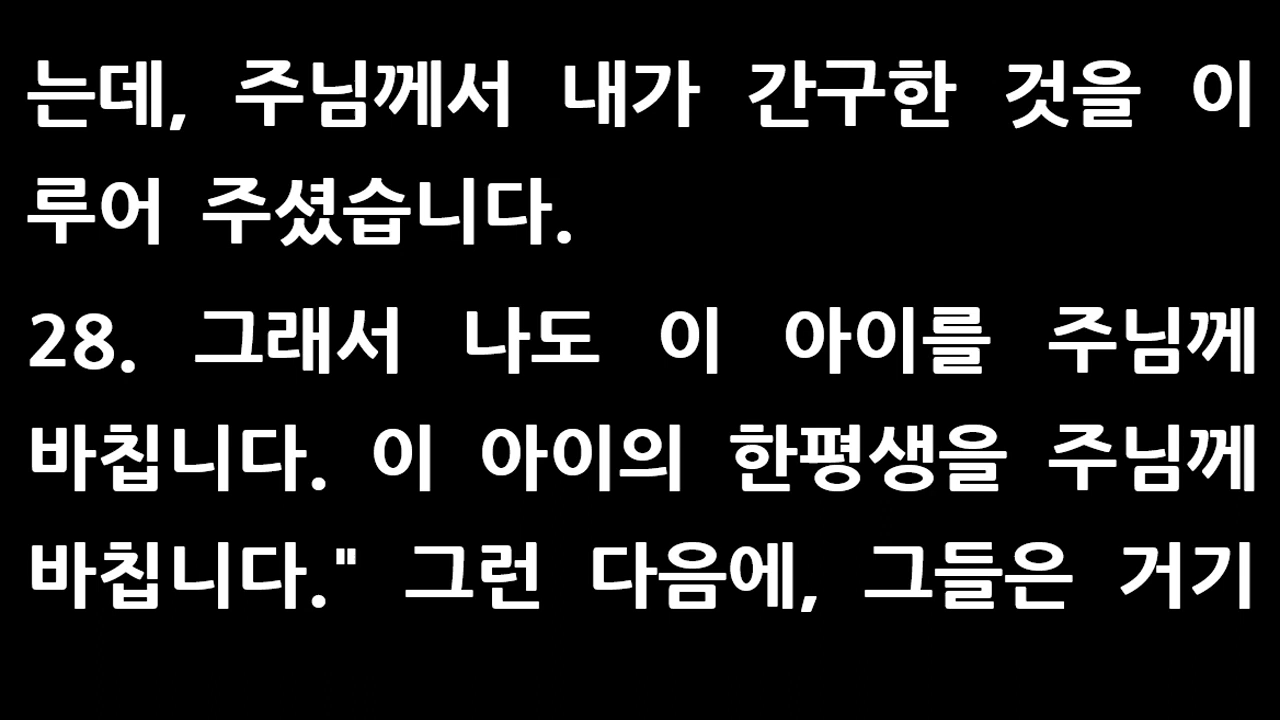 는데, 주님께서 내가 간구한 것을 이
루어 주셨습니다.
28. 그래서 나도 이 아이를 주님께
바칩니다. 이 아이의 한평생을 주님께
바칩니다." 그런 다음에, 그들은 거기